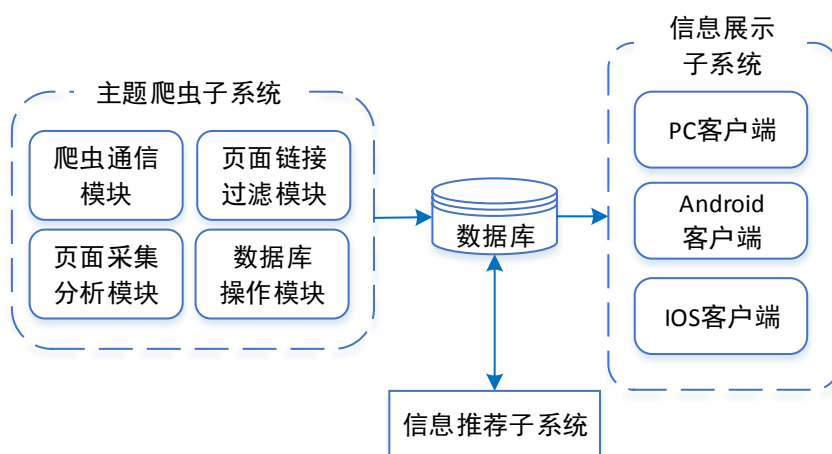 主题爬虫子系统
爬虫通信
模块
页面链接
过滤模块
页面采集
分析模块
数据库
操作模块
数据库
信息推荐子系统
信息展示
子系统
PC客户端
Android
客户端
IOS客户端